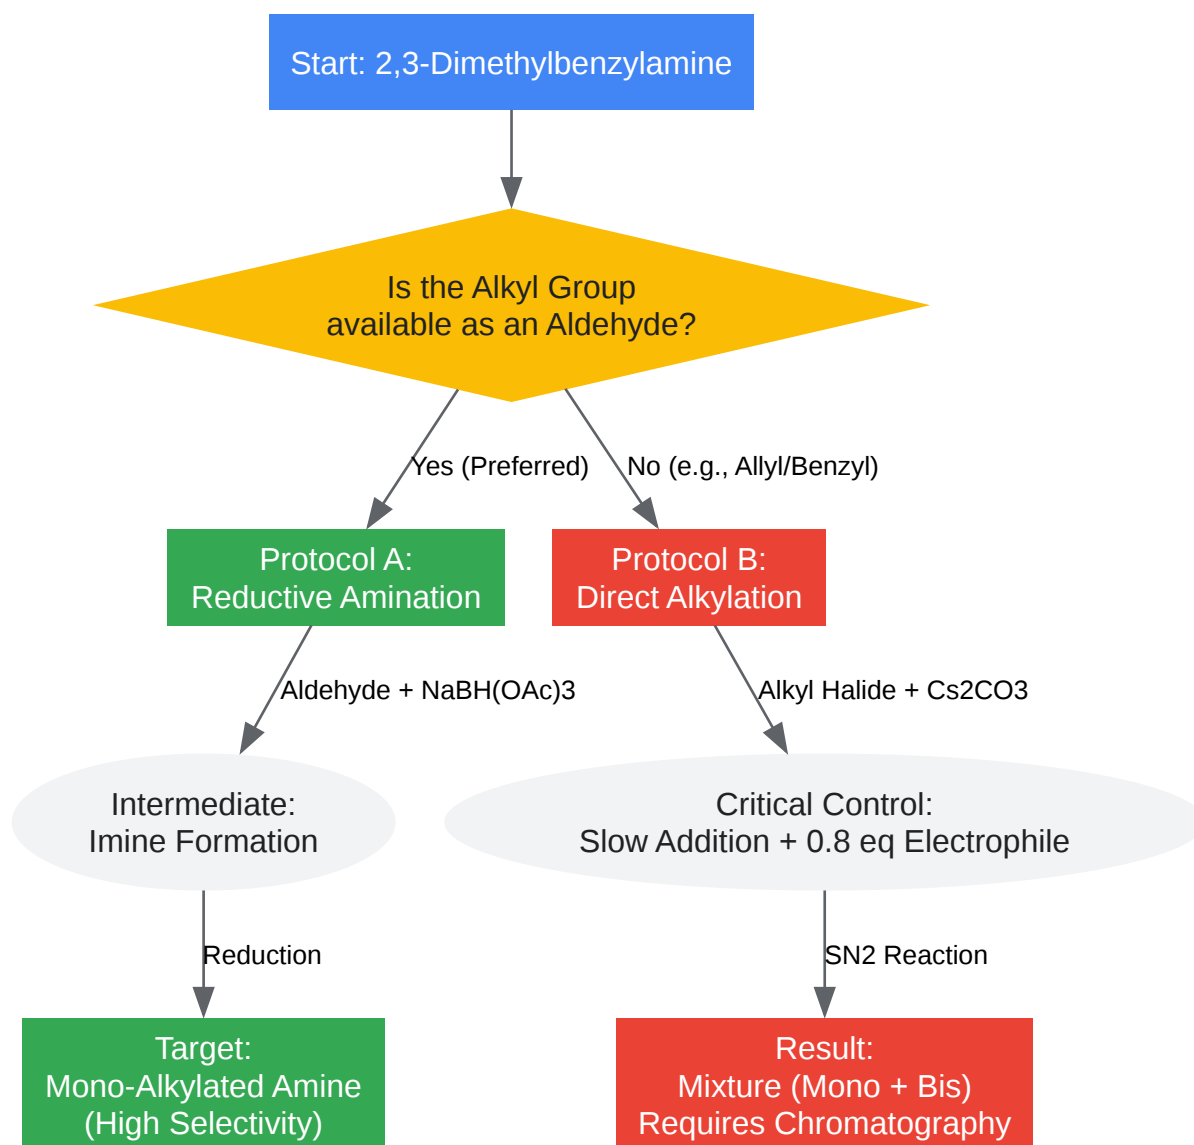 Start: 2,3-Dimethylbenzylamine
Is the Alkyl Group
available as an Aldehyde?
Yes (Preferred)
No (e.g., Allyl/Benzyl)
Protocol A:
Reductive Amination
Protocol B:
Direct Alkylation
Aldehyde + NaBH(OAc)3
Alkyl Halide + Cs2CO3
Intermediate:
Imine Formation
Critical Control:
Slow Addition + 0.8 eq Electrophile
Reduction
SN2 Reaction
Target:
Mono-Alkylated Amine
(High Selectivity)
Result:
Mixture (Mono + Bis)
Requires Chromatography